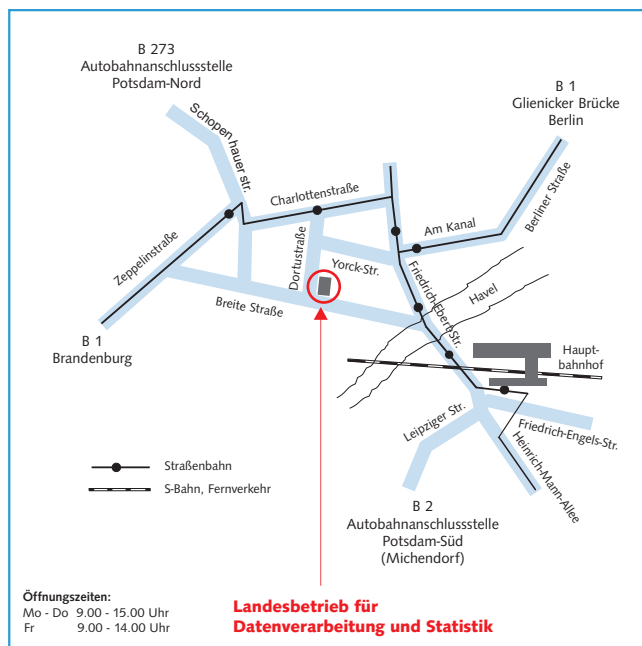 B 273
Autobahnanschlussstelle
Potsdam-Nord
B 1
Glienicker Brücke
Berlin
Schopen hauer str.
Charlottenstraße
Am Kanal
Berliner Straße
Zeppelinstraße
Dortustraße
Yorck-Str.
Friedrich-Ebert-Str.
Havel
Breite Straße
B 1
Brandenburg
Haupt-
bahnhof
Leipziger Str.
Friedrich-Engels-Str.
Heinrich-Mann-Allee
Straßenbahn
S-Bahn, Fernverkehr
B 2
Autobahnanschlussstelle
Potsdam-Süd
(Michendorf)
Öffnungszeiten:
Mo - Do 9.00 - 15.00 Uhr
Fr 9.00 - 14.00 Uhr
Landesbetrieb für
Datenverarbeitung und Statistik